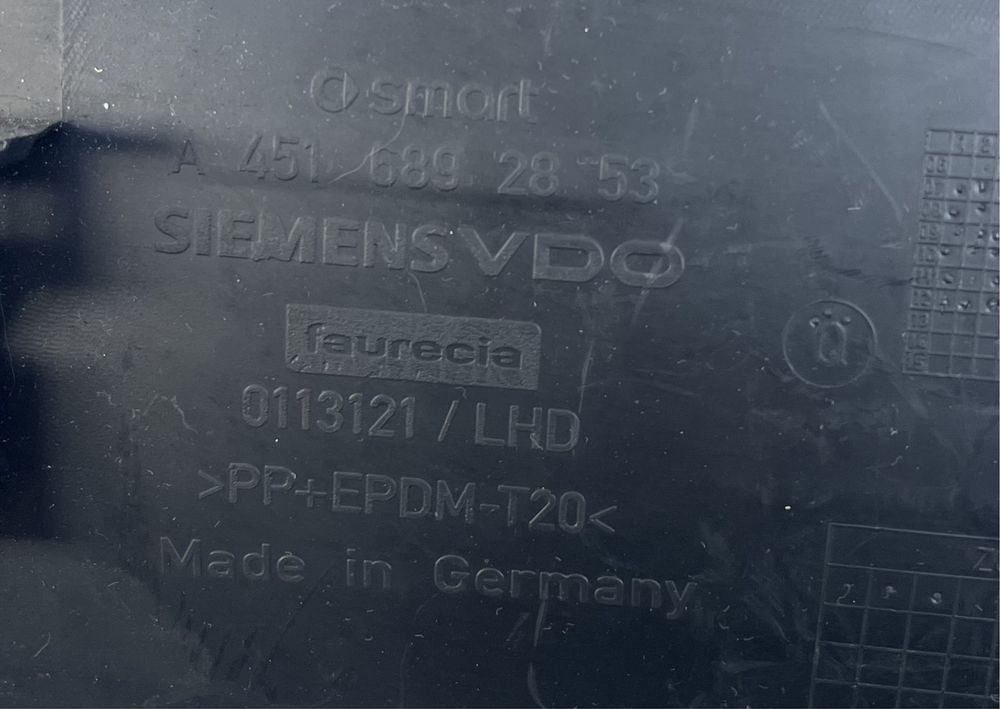 smart
A 451 689 28 53
SIEMENS VDO
faurecia
0113121 / LHD
>PP+EPDM-T20<
Made in Germany